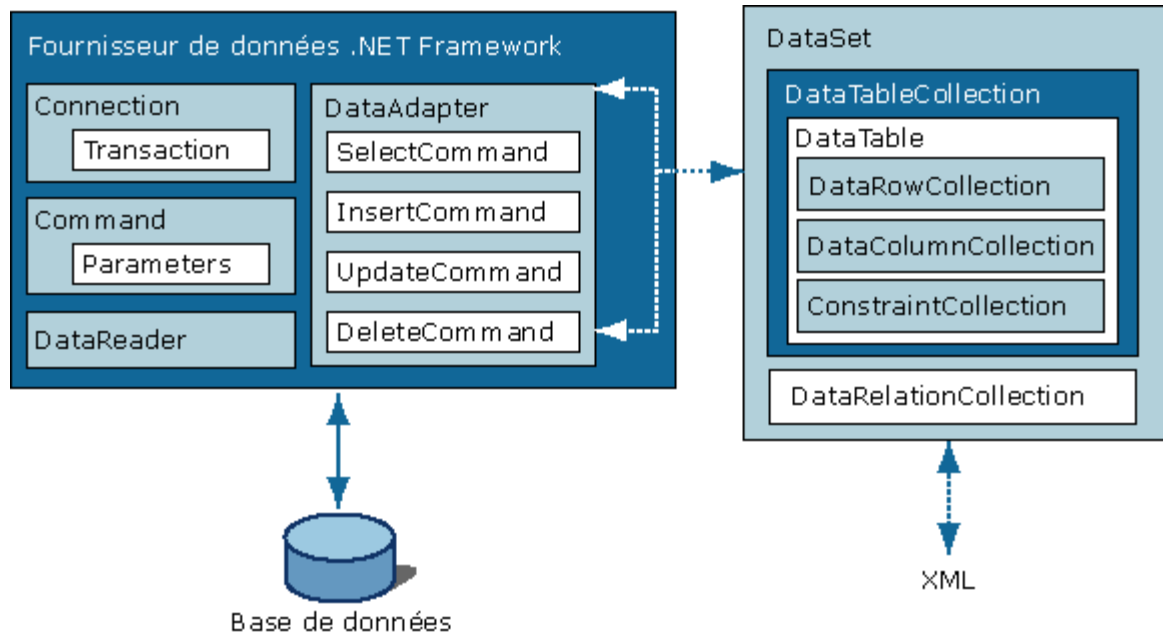 Fournisseur de données .NET Framework
Connection
Transaction
Command
Parameters
DataReader
DataAdapter
SelectCommand
InsertCommand
UpdateCommand
DeleteCommand
Base de données
DataSet
DataTableCollection
DataTable
DataRowCollection
DataColumnCollection
ConstraintCollection
DataRelationCollection
XML